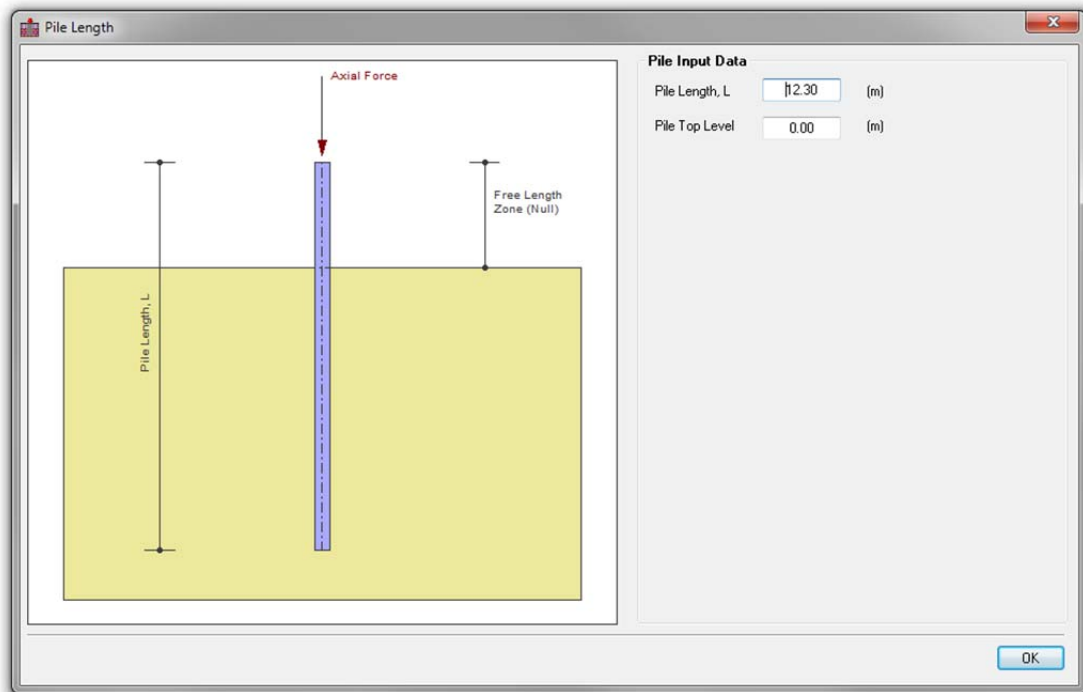 Pile Length
Axial Force
Free Length
Zone (Null)
Pile Length, L
Pile Input Data
Pile Length, L 12.30 (m)
Pile Top Level 0.00 (m)
OK